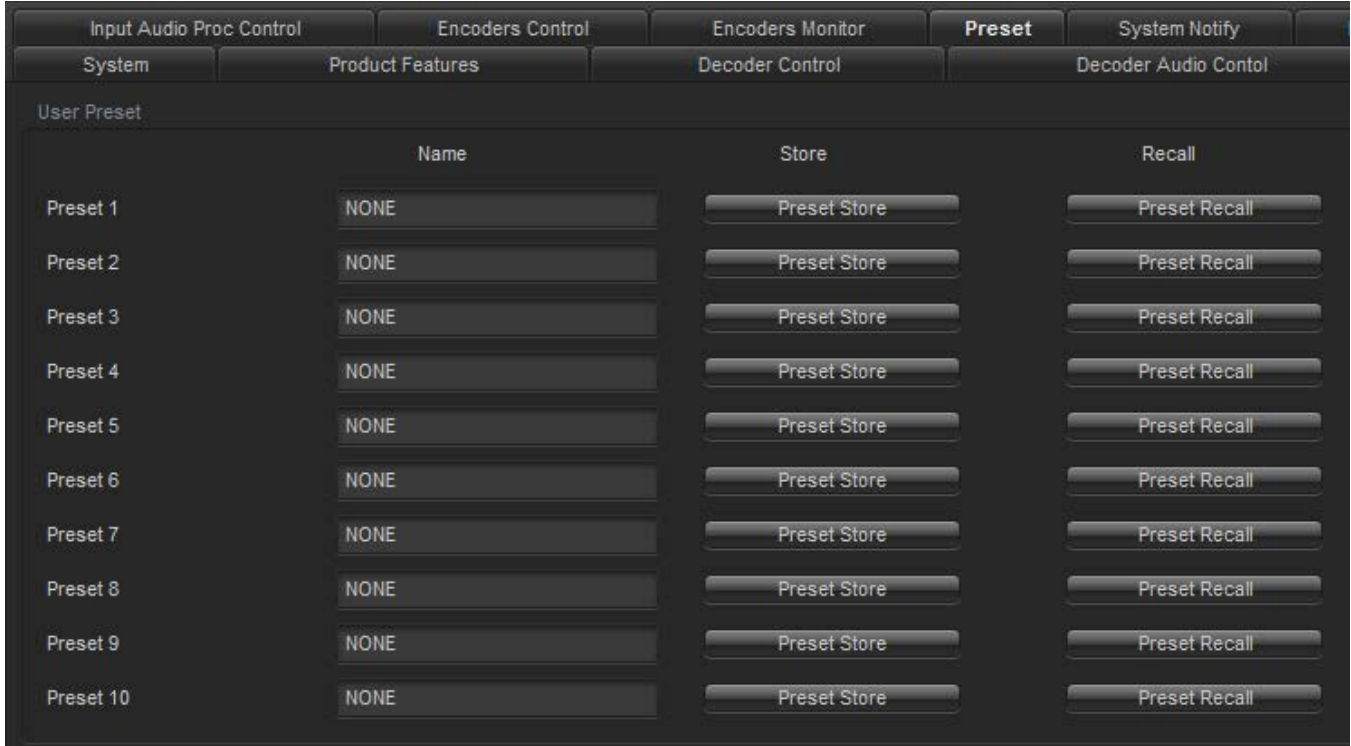 Input Audio Proc Control Encoders Control Encoders Monitor Preset System Notify
System Product Features Decoder Control Decoder Audio Contol
User Preset
Name Store Recall
Preset 1 NONE Preset Store Preset Recall
Preset 2 NONE Preset Store Preset Recall
Preset 3 NONE Preset Store Preset Recall
Preset 4 NONE Preset Store Preset Recall
Preset 5 NONE Preset Store Preset Recall
Preset 6 NONE Preset Store Preset Recall
Preset 7 NONE Preset Store Preset Recall
Preset 8 NONE Preset Store Preset Recall
Preset 9 NONE Preset Store Preset Recall
Preset 10 NONE Preset Store Preset Recall